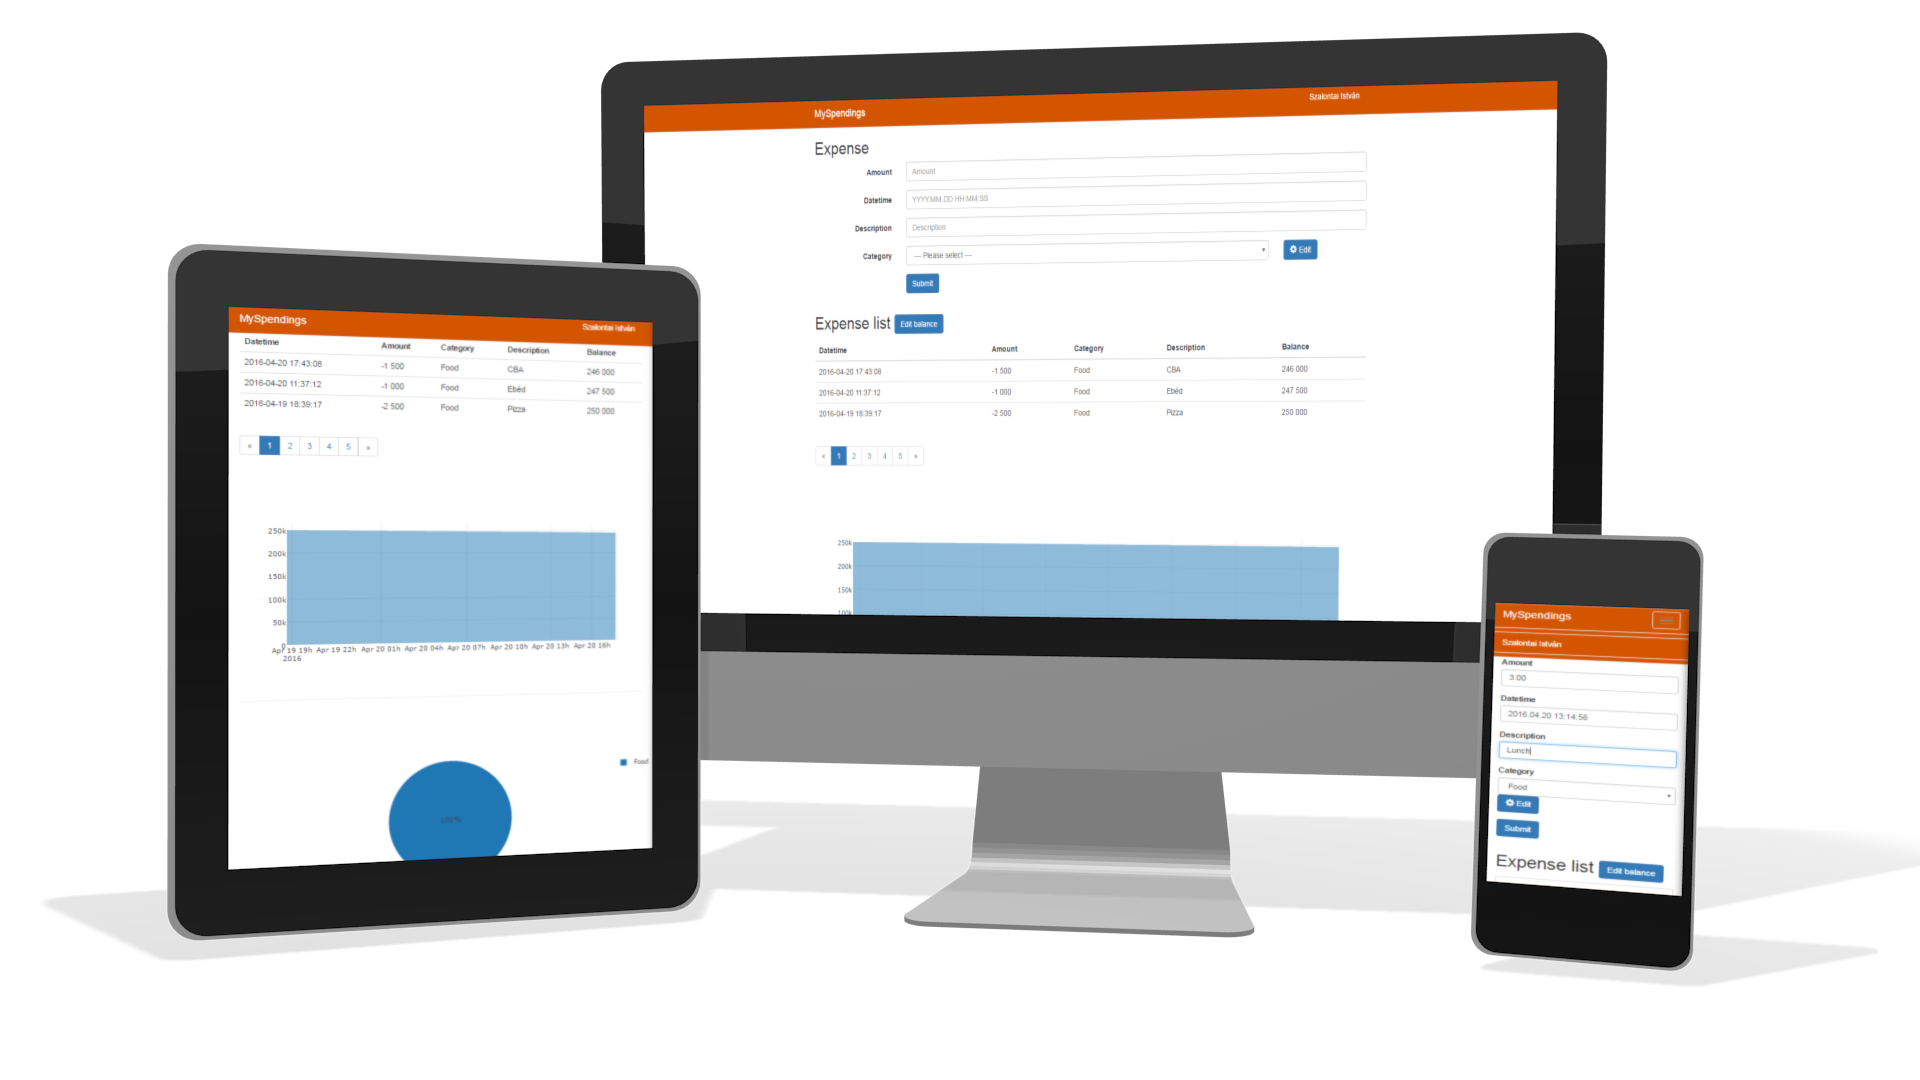 MySpendings Szalontai István
Expense
Amount Amount
Datetime YYYY.MM.DD HH:MM:SS
Description Description
Category --- Please select --- Edit
Submit
Expense list Edit balance
Datetime Amount Category Description Balance
2016-04-20 17:43:08 -1 500 Food CBA 246 000
2016-04-20 11:37:12 -1 000 Food Ebéd 247 500
2016-04-19 18:39:17 -2 500 Food Pizza 250 000
« 1 2 3 4 5 »
250k
200k
150k
100k
MySpendings Szalontai István
Datetime Amount Category Description Balance
2016-04-20 17:43:08 -1 500 Food CBA 246 000
2016-04-20 11:37:12 -1 000 Food Ebéd 247 500
2016-04-19 18:39:17 -2 500 Food Pizza 250 000
« 1 2 3 4 5 »
250k
200k
150k
100k
50k
0
Apr 19 19h Apr 19 22h Apr 20 01h Apr 20 04h Apr 20 07h Apr 20 10h Apr 20 13h Apr 20 16h
2016
Food
100%
MySpendings
Szalontai István
Amount
3.00
Datetime
2016.04.20 13:14:56
Description
Lunch
Category
Food
Edit
Submit
Expense list Edit balance